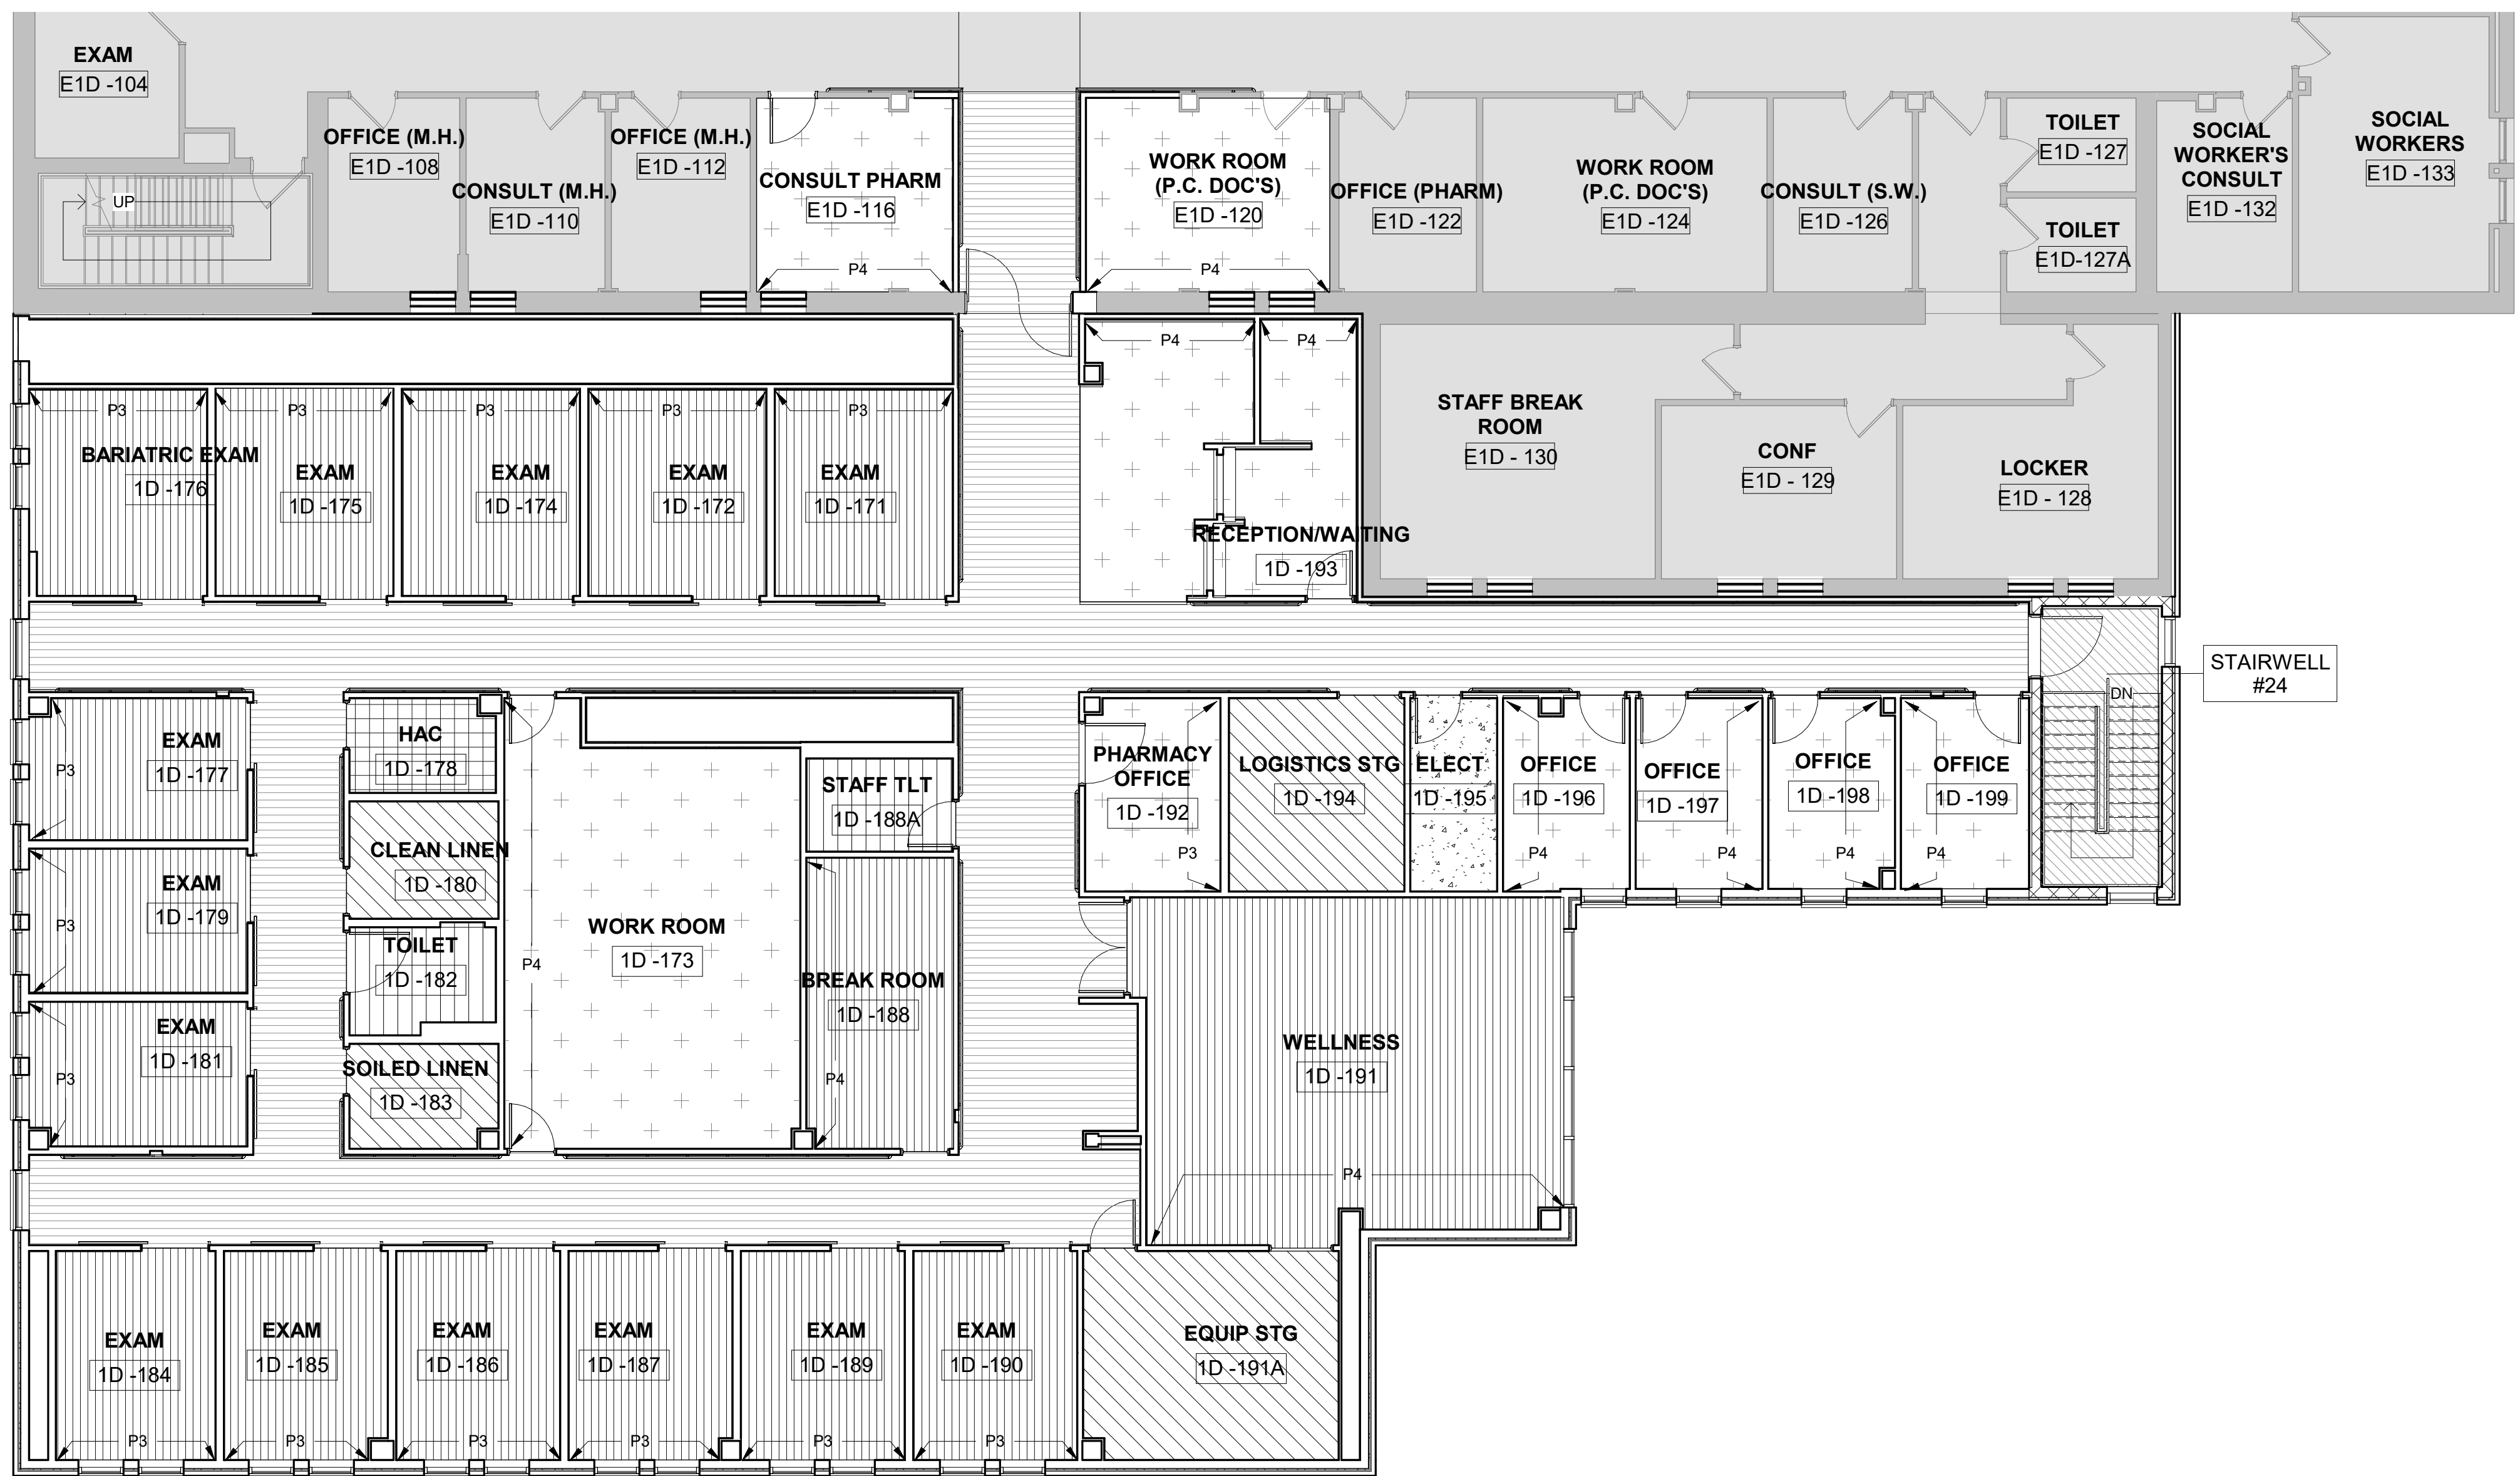 EXAM
E1D -104
UP
OFFICE (M.H.)
E1D -108
CONSULT (M.H.)
E1D -110
OFFICE (M.H.)
E1D -112
CONSULT PHARM
E1D -116
P4
WORK ROOM
(P.C. DOC'S)
E1D -120
P4
OFFICE (PHARM)
E1D -122
WORK ROOM
(P.C. DOC'S)
E1D -124
CONSULT (S.W.)
E1D -126
TOILET
E1D -127
TOILET
E1D-127A
SOCIAL
WORKER'S
CONSULT
E1D -132
SOCIAL
WORKERS
E1D -133
P3
BARIATRIC EXAM
1D -176
P3
EXAM
1D -175
P3
EXAM
1D -174
P3
EXAM
1D -172
P3
EXAM
1D -171
P4
P4
RECEPTION/WAITING
1D -193
STAFF BREAK
ROOM
E1D - 130
CONF
E1D - 129
LOCKER
E1D - 128
STAIRWELL
#24
DN
EXAM
1D -177
P3
HAC
1D -178
CLEAN LINEN
1D -180
EXAM
1D -179
P3
TOILET
1D -182
EXAM
1D -181
P3
SOILED LINEN
1D -183
WORK ROOM
1D -173
P4
STAFF TLT
1D -188A
BREAK ROOM
1D -188
P4
PHARMACY
OFFICE
1D -192
P3
LOGISTICS STG
1D -194
ELECT
1D -195
OFFICE
1D -196
P4
OFFICE
1D -197
P4
OFFICE
1D -198
P4
OFFICE
1D -199
P4
WELLNESS
1D -191
P4
EXAM
1D -184
P3
EXAM
1D -185
P3
EXAM
1D -186
P3
EXAM
1D -187
P3
EXAM
1D -189
P3
EXAM
1D -190
P3
EQUIP STG
1D -191A